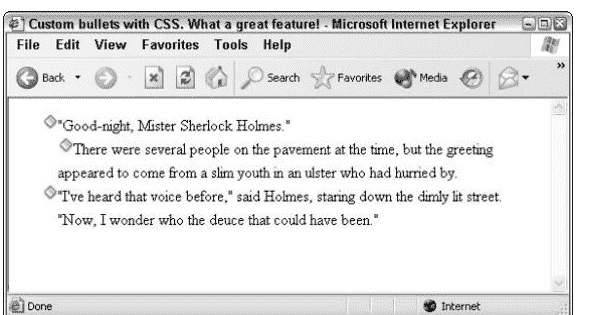 Custom bullets with CSS. What a great feature! - Microsoft Internet Explorer
File Edit View Favorites Tools Help
Back Search Favorites Media »
"Good-night, Mister Sherlock Holmes."
There were several people on the pavement at the time, but the greeting
appeared to come from a slim youth in an ulster who had hurried by.
"I've heard that voice before," said Holmes, staring down the dimly lit street.
"Now, I wonder who the deuce that could have been."
Done Internet